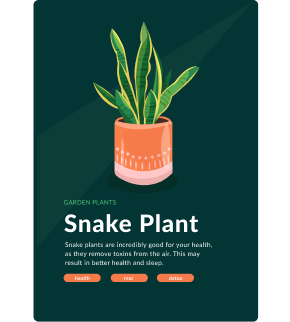 GARDEN PLANTS
Snake Plant
Snake plants are incredibly good for your health,
as they remove toxins from the air. This may
result in better health and sleep.
health rest detox